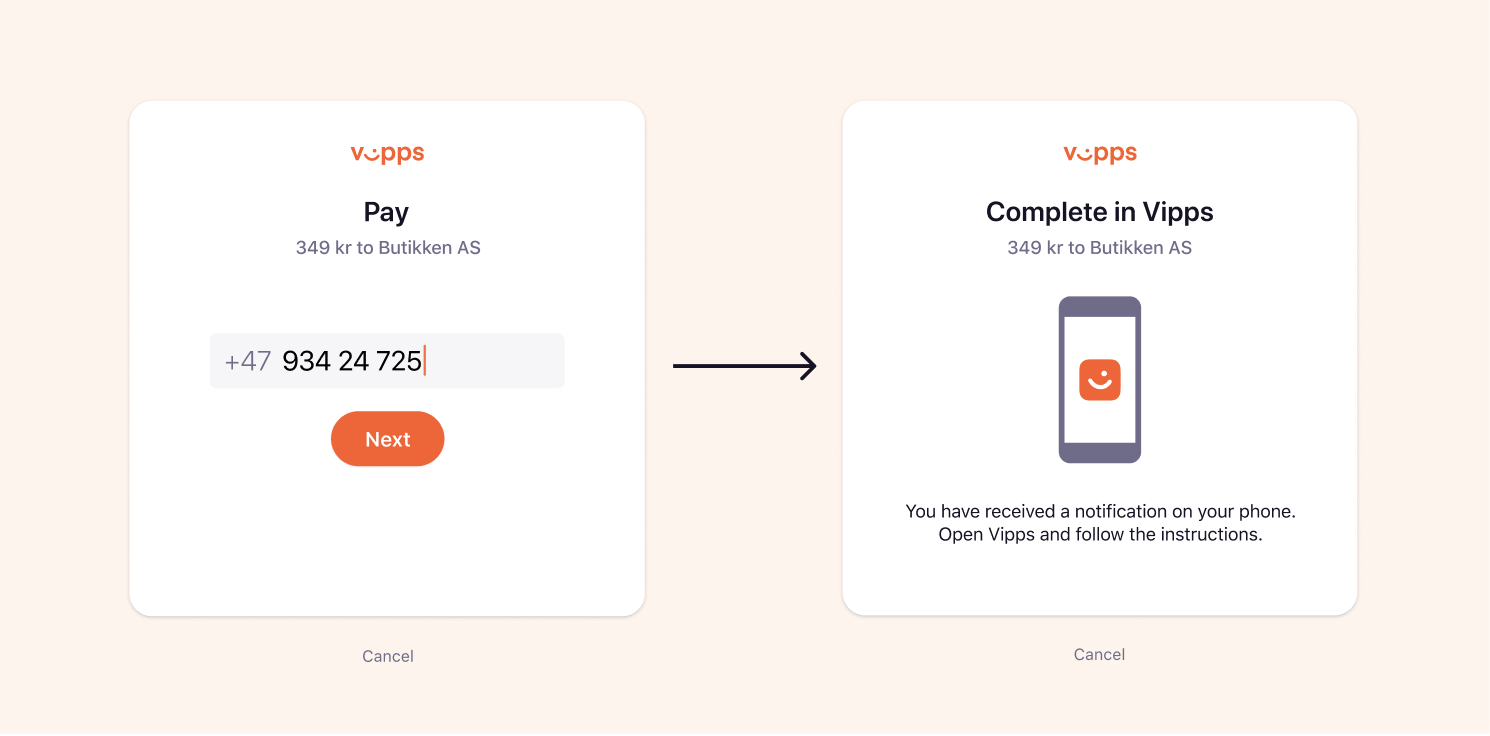 vipps
Pay
349 kr to Butikken AS
+47 934 24 725
Next
Cancel
vipps
Complete in Vipps
349 kr to Butikken AS
You have received a notification on your phone.
Open Vipps and follow the instructions.
Cancel